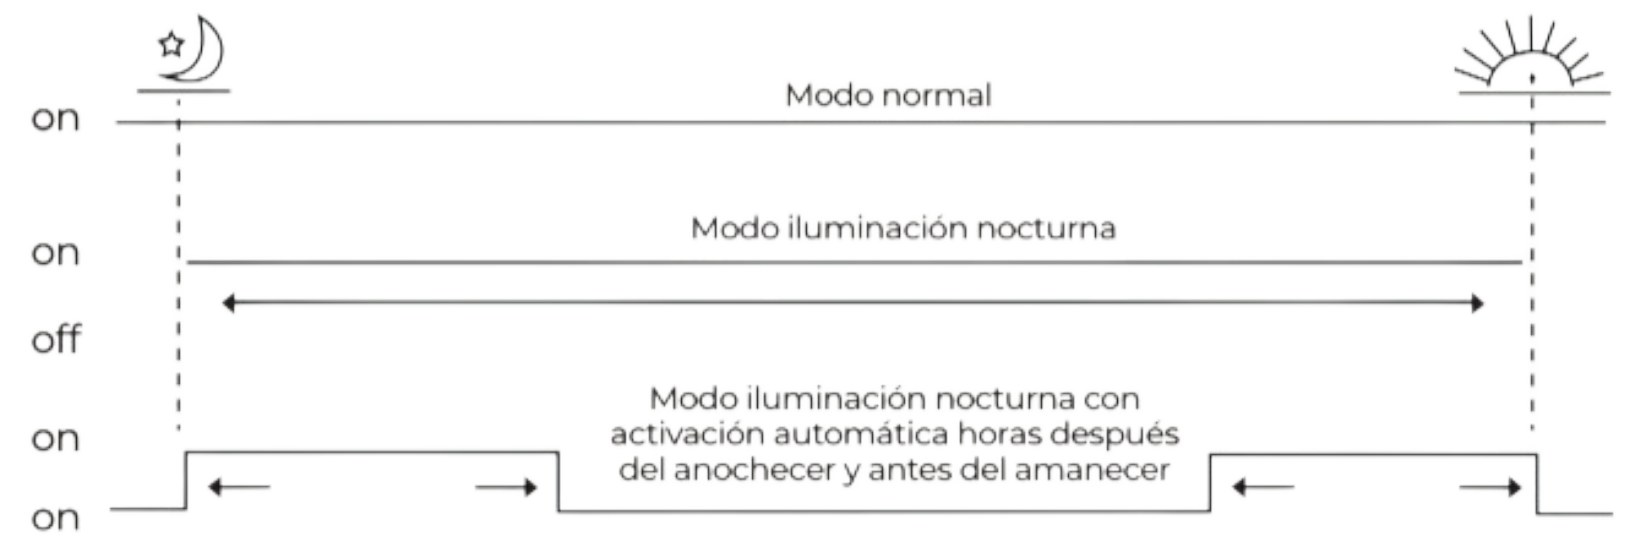 Modo normal
on
Modo iluminación nocturna
on
off
Modo iluminación nocturna con
activación automática horas después
on
del anochecer y antes del amanecer
on